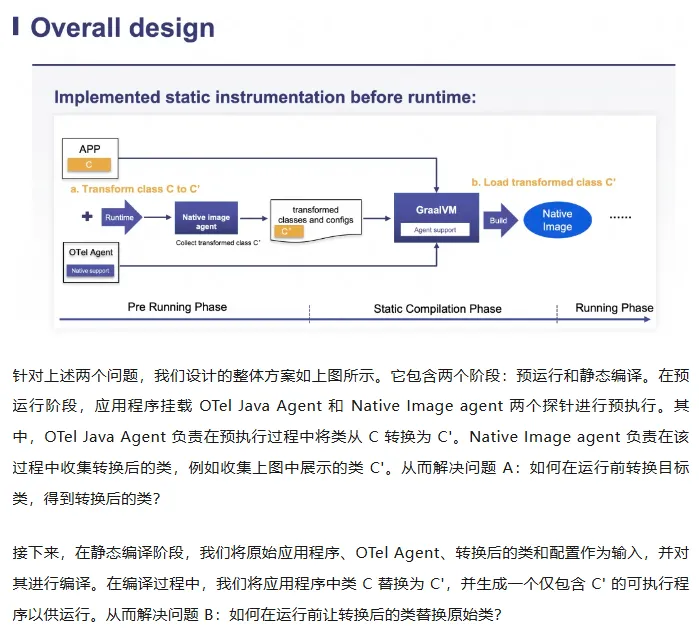 Overall design
Implemented static instrumentation before runtime:
APP
C
a. Transform class C to C'
b. Load transformed class C'
+
Runtime
Native image
agent
Collect transformed class C'
transformed
classes and configs
C'
GraalVM
Agent support
Build
Native
Image
......
OTel Agent
Native support
Pre Running Phase
Static Compilation Phase
Running Phase
针对上述两个问题，我们设计的整体方案如上图所示。它包含两个阶段：预运行和静态编译。在预
运行阶段，应用程序挂载 OTel Java Agent 和 Native Image agent 两个探针进行预执行。其
中，OTel Java Agent 负责在预执行过程中将类从 C 转换为 C'。Native Image agent 负责在该
过程中收集转换后的类，例如收集上图中展示的类 C'。从而解决问题 A：如何在运行前转换目标
类，得到转换后的类？
接下来，在静态编译阶段，我们将原始应用程序、OTel Agent、转换后的类和配置作为输入，并对
其进行编译。在编译过程中，我们将应用程序中类 C 替换为 C'，并生成一个仅包含 C' 的可执行程
序以供运行。从而解决问题 B：如何在运行前让转换后的类替换原始类？